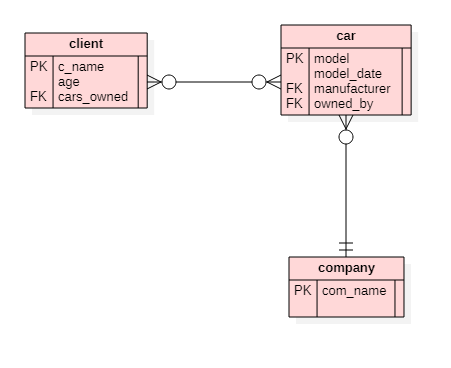 client
PK c_name
age
FK cars_owned
car
PK model
model_date
FK manufacturer
FK owned_by
company
PK com_name